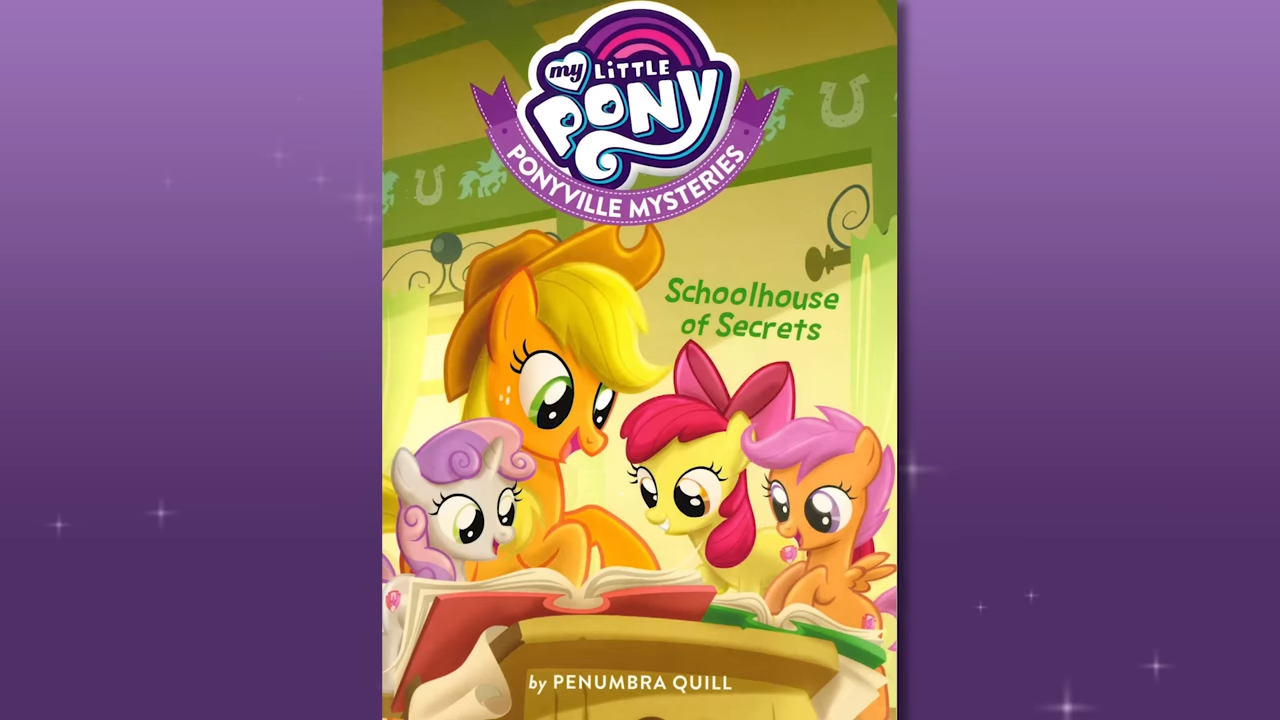 my LiTTLE
PONY
PONYVILLE MYSTERIES
Schoolhouse
of Secrets
by PENUMBRA QUILL